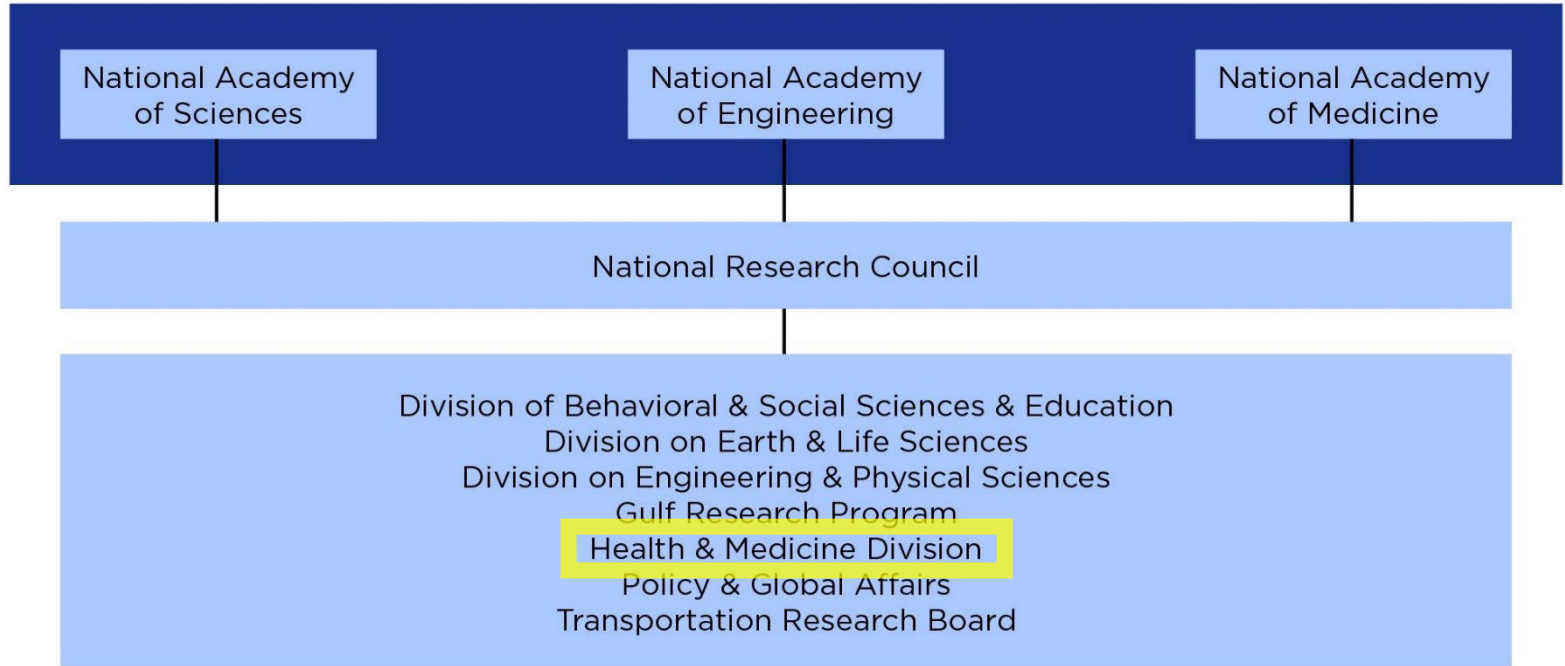 National Academy
of Sciences
National Academy
of Engineering
National Academy
of Medicine
National Research Council
Division of Behavioral & Social Sciences & Education
Division on Earth & Life Sciences
Division on Engineering & Physical Sciences
Gulf Research Program
Health & Medicine Division
Policy & Global Affairs
Transportation Research Board